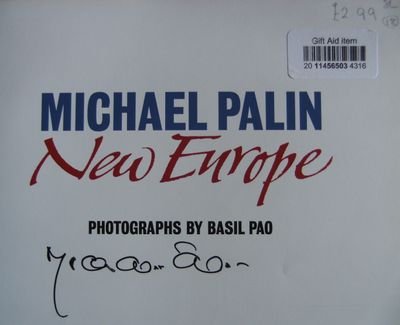 £2.99
Gift Aid item
20 11456503 4316
MICHAEL PALIN
New Europe
PHOTOGRAPHS BY BASIL PAO